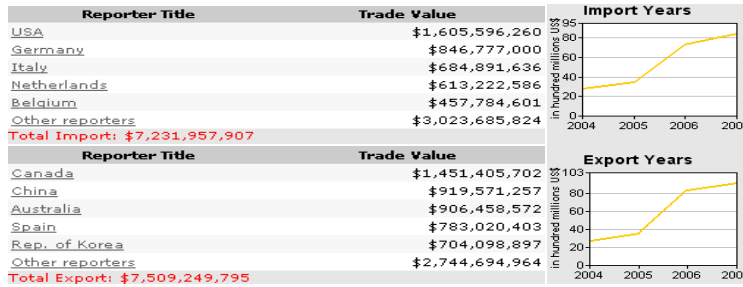 Reporter Title Trade Value
USA $1,605,596,260
Germany $846,777,000
Italy $684,891,636
Netherlands $613,222,586
Belgium $457,784,601
Other reporters $3,023,685,824
Total Import: $7,231,957,907
Import Years
in hundred millions US$
95
80
60
40
20
0
2004 2005 2006 200
Reporter Title Trade Value
Canada $1,451,405,702
China $919,571,257
Australia $906,458,572
Spain $783,020,403
Rep. of Korea $704,098,897
Other reporters $2,744,694,964
Total Export: $7,509,249,795
Export Years
in hundred millions US$
103
80
60
40
20
0
2004 2005 2006 200